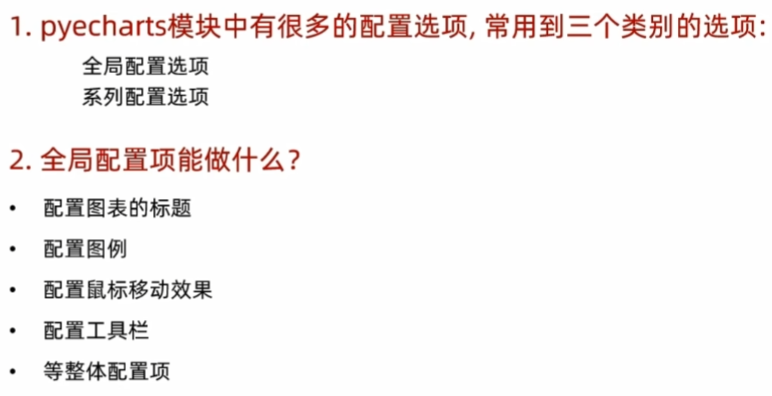 1. pyecharts模块中有很多的配置选项, 常用到三个类别的选项:
全局配置选项
系列配置选项
2. 全局配置项能做什么?
• 配置图表的标题
• 配置图例
• 配置鼠标移动效果
• 配置工具栏
• 等整体配置项